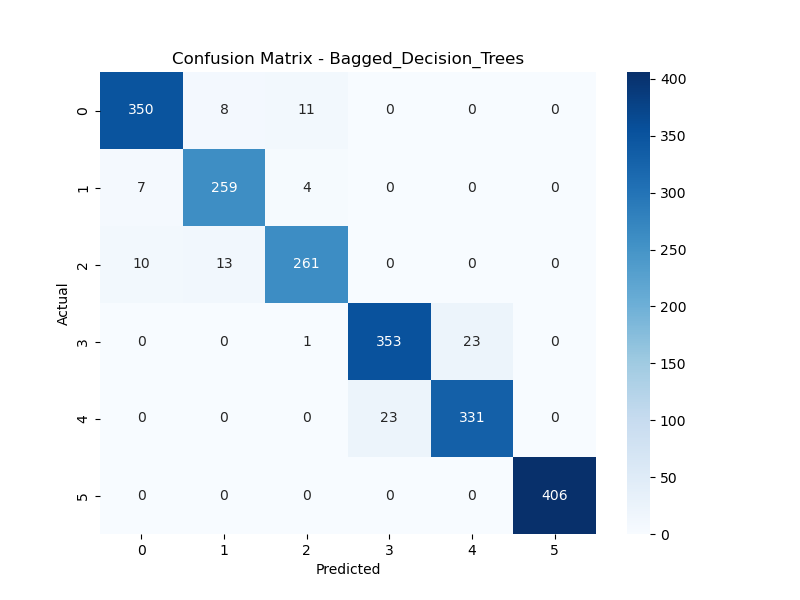 Confusion Matrix - Bagged_Decision_Trees
0 350 8 11 0 0 0
1 7 259 4 0 0 0
2 10 13 261 0 0 0
3 0 0 1 353 23 0
4 0 0 0 23 331 0
5 0 0 0 0 0 406
0 1 2 3 4 5
Predicted
Actual
400
350
300
250
200
150
100
50
0